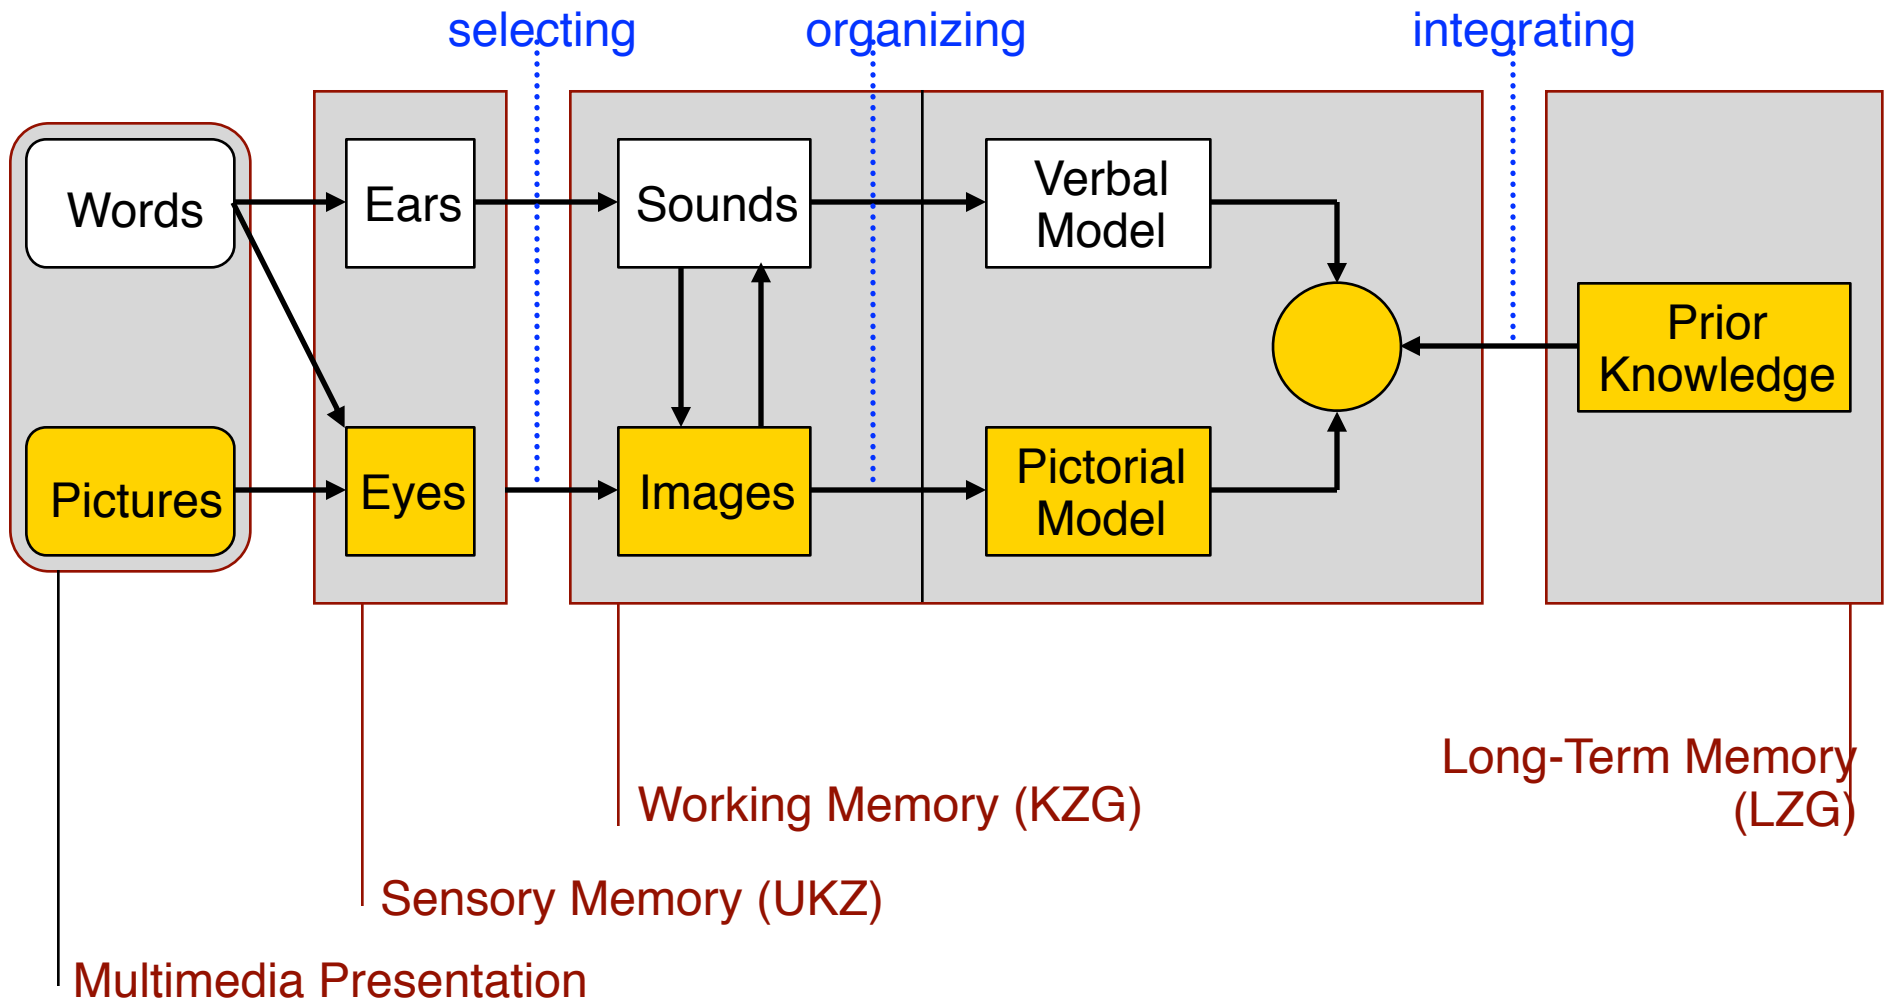 selecting
organizing
integrating
Words
Ears
Sounds
Verbal
Model
Prior
Knowledge
Pictures
Eyes
Images
Pictorial
Model
Long-Term Memory
(LZG)
Working Memory (KZG)
Sensory Memory (UKZ)
Multimedia Presentation